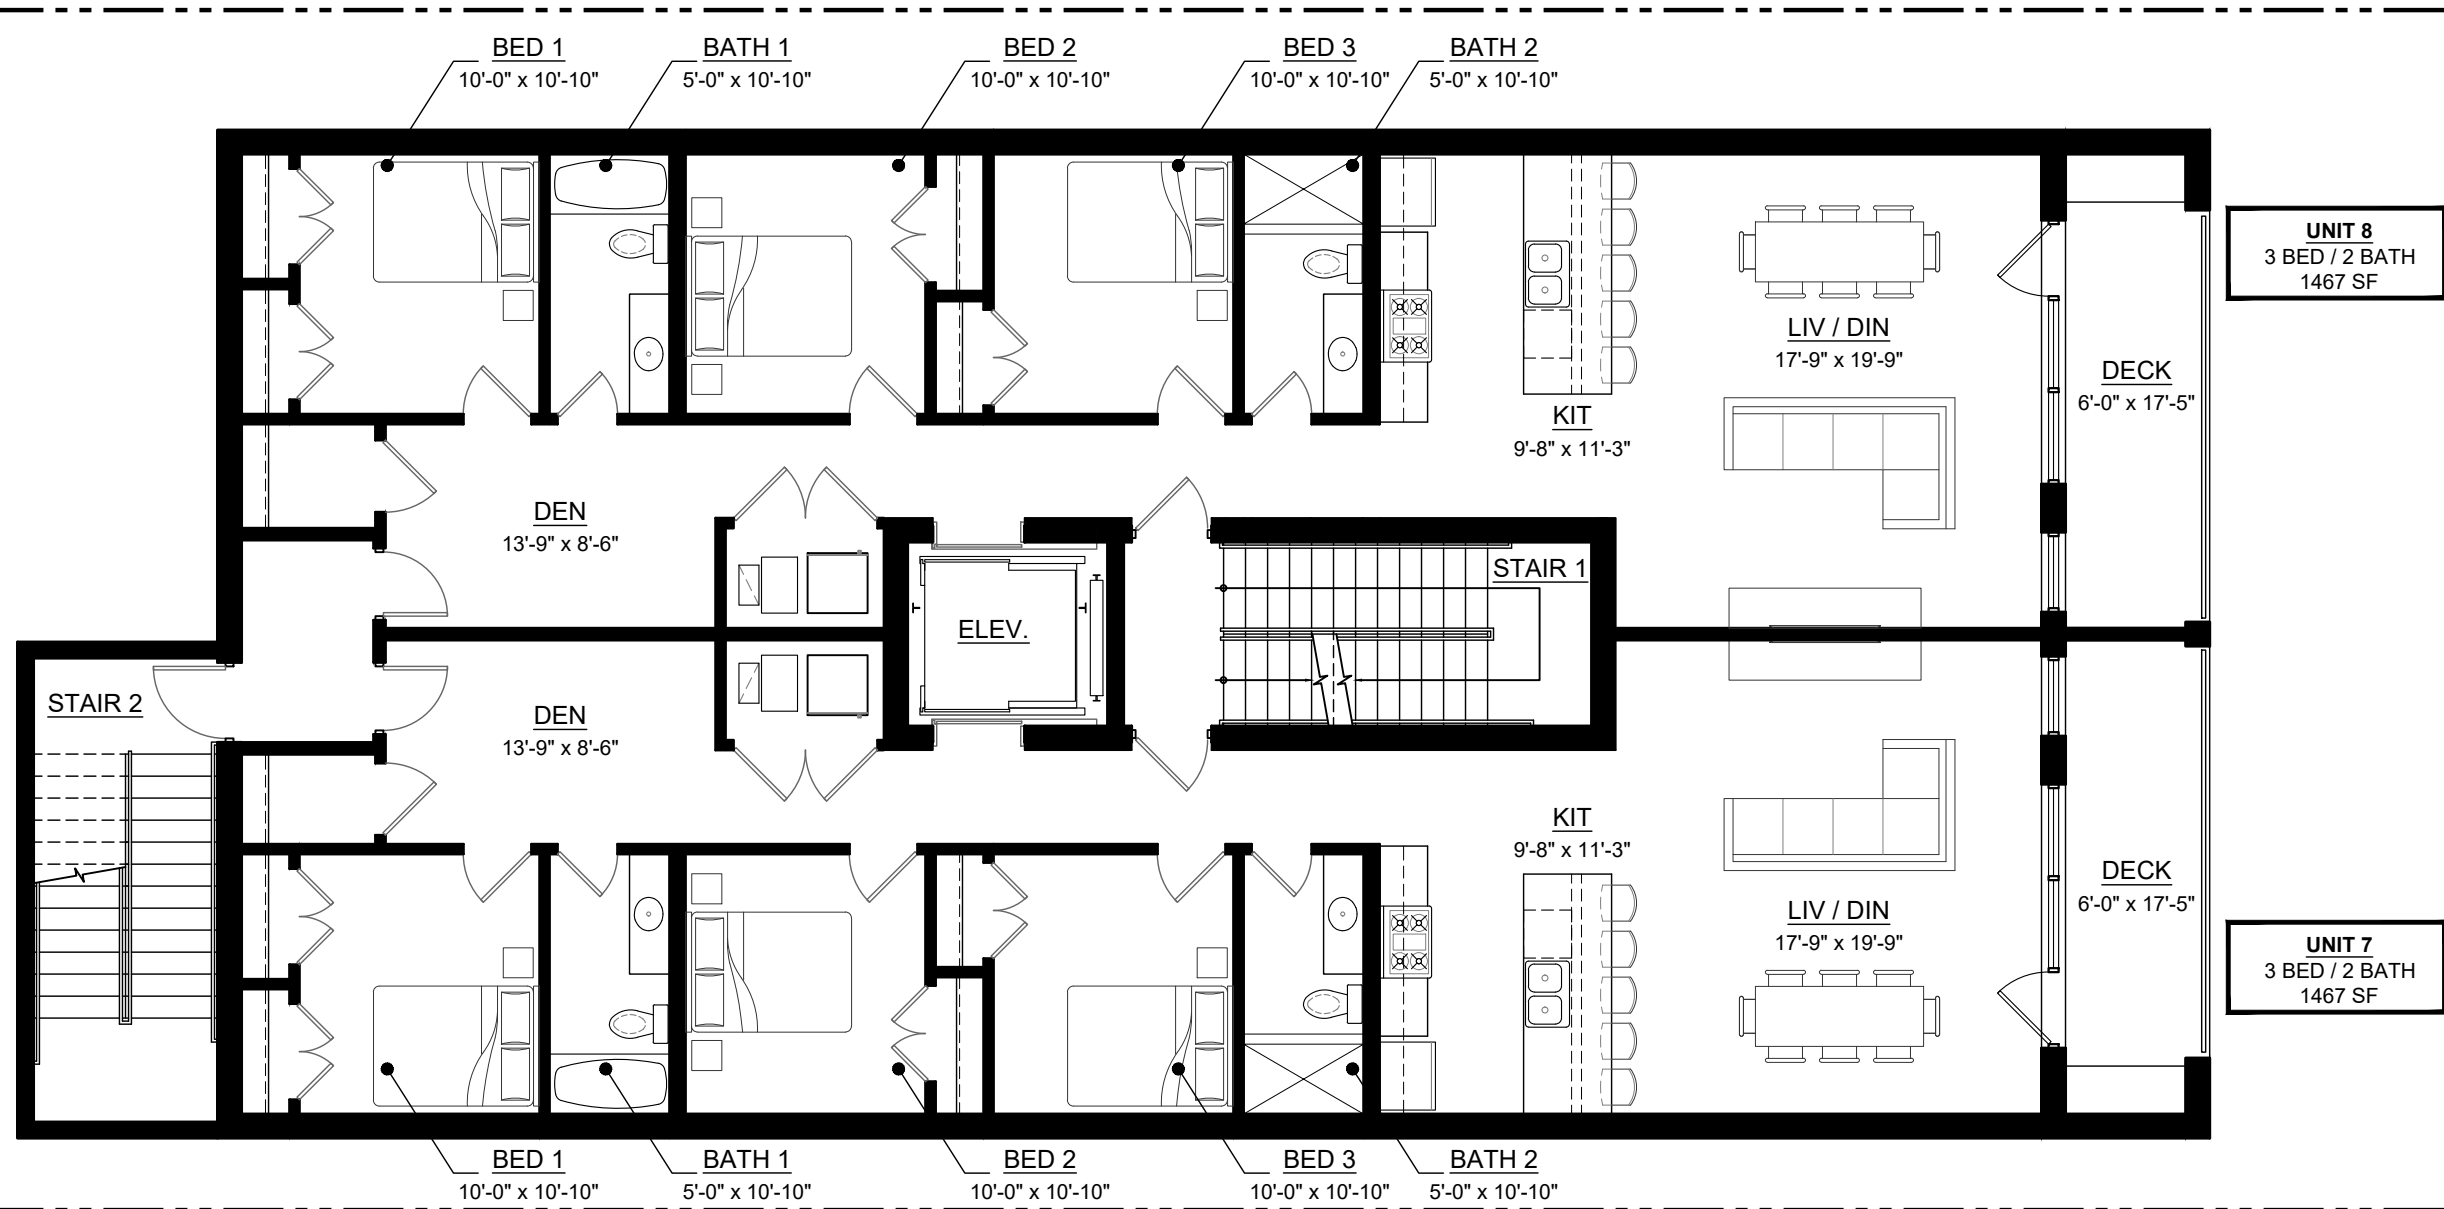 BED 1
10'-0" x 10'-10"
BATH 1
5'-0" x 10'-10"
BED 2
10'-0" x 10'-10"
BED 3
10'-0" x 10'-10"
BATH 2
5'-0" x 10'-10"
UNIT 8
3 BED / 2 BATH
1467 SF
LIV / DIN
17'-9" x 19'-9"
DECK
6'-0" x 17'-5"
KIT
9'-8" x 11'-3"
DEN
13'-9" x 8'-6"
STAIR 1
ELEV.
STAIR 2
DEN
13'-9" x 8'-6"
KIT
9'-8" x 11'-3"
DECK
6'-0" x 17'-5"
LIV / DIN
17'-9" x 19'-9"
UNIT 7
3 BED / 2 BATH
1467 SF
BED 1
10'-0" x 10'-10"
BATH 1
5'-0" x 10'-10"
BED 2
10'-0" x 10'-10"
BED 3
10'-0" x 10'-10"
BATH 2
5'-0" x 10'-10"